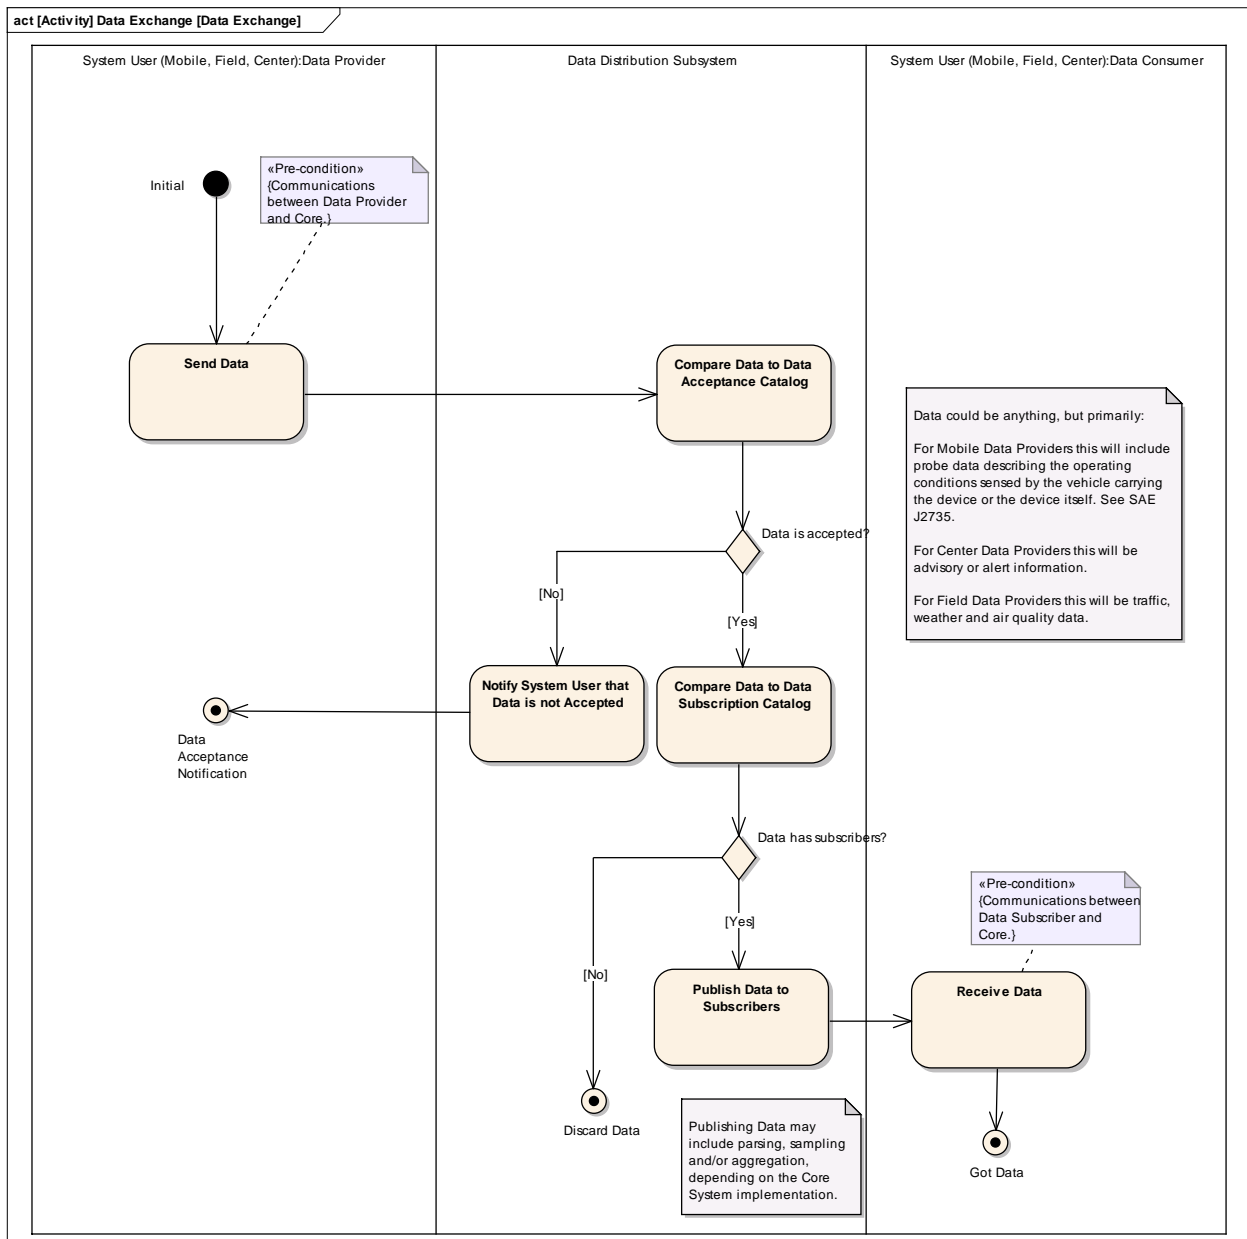 act [Activity] Data Exchange [Data Exchange]
System User (Mobile, Field, Center):Data Provider
Data Distribution Subsystem
System User (Mobile, Field, Center):Data Consumer
Initial
«Pre-condition»
{Communications
between Data Provider
and Core.}
Send Data
Compare Data to Data
Acceptance Catalog
Data could be anything, but primarily:
For Mobile Data Providers this will include
probe data describing the operating
conditions sensed by the vehicle carrying
the device or the device itself. See SAE
J2735.
For Center Data Providers this will be
advisory or alert information.
For Field Data Providers this will be traffic,
weather and air quality data.
Data is accepted?
[No]
[Yes]
Notify System User that
Data is not Accepted
Compare Data to Data
Subscription Catalog
Data
Acceptance
Notification
Data has subscribers?
«Pre-condition»
{Communications between
Data Subscriber and
Core.}
[Yes]
[No]
Publish Data to
Subscribers
Receive Data
Discard Data
Publishing Data may
include parsing, sampling
and/or aggregation,
depending on the Core
System implementation.
Got Data